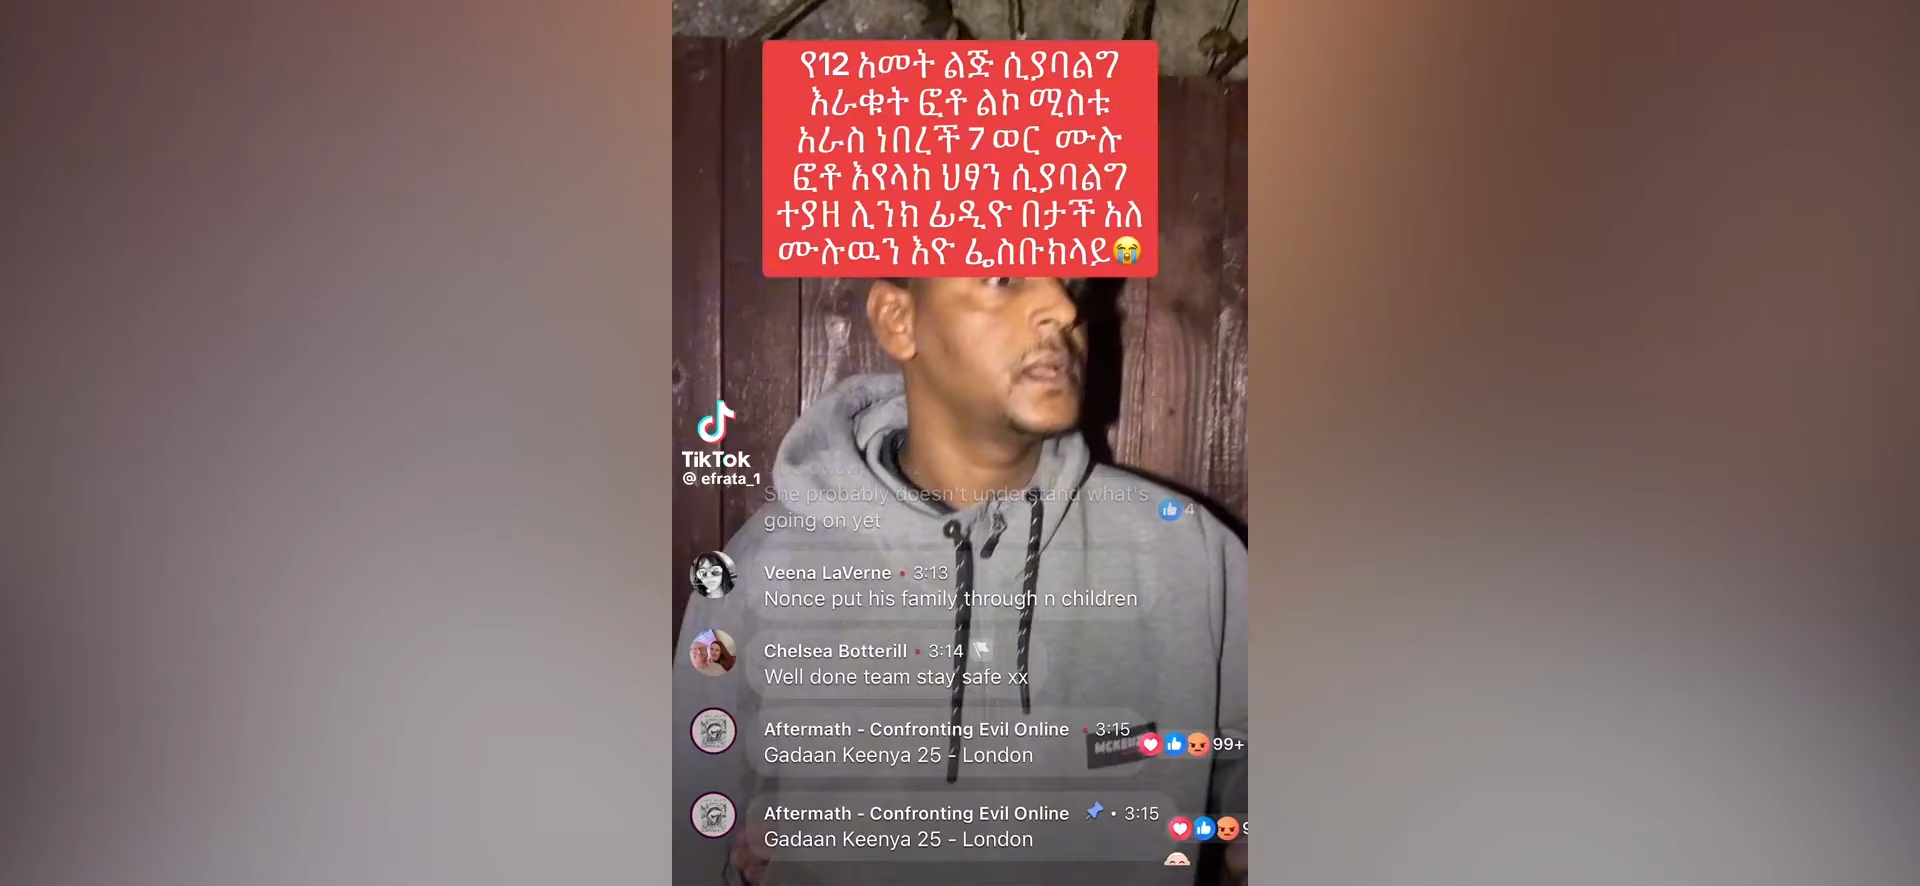 የ12 አመት ልጅ ሲያባልግ
እራቁት ፎቶ ልኮ ሚስቱ
አራስ ነበረች 7 ወር ሙሉ
ፎቶ እየላከ ህፃን ሲያባልግ
ተያዘ ሊንክ ፊዲዮ በታች አለ
ሙሉዉን እዮ ፌስቡክላይ😭
TikTok
@ efrata_1
She probably doesn't understand what's
going on yet
4
Veena LaVerne • 3:13
Nonce put his family through n children
Chelsea Botterill • 3:14
Well done team stay safe xx
Aftermath - Confronting Evil Online • 3:15
Gadaan Keenya 25 - London
99+
Aftermath - Confronting Evil Online • 3:15
Gadaan Keenya 25 - London